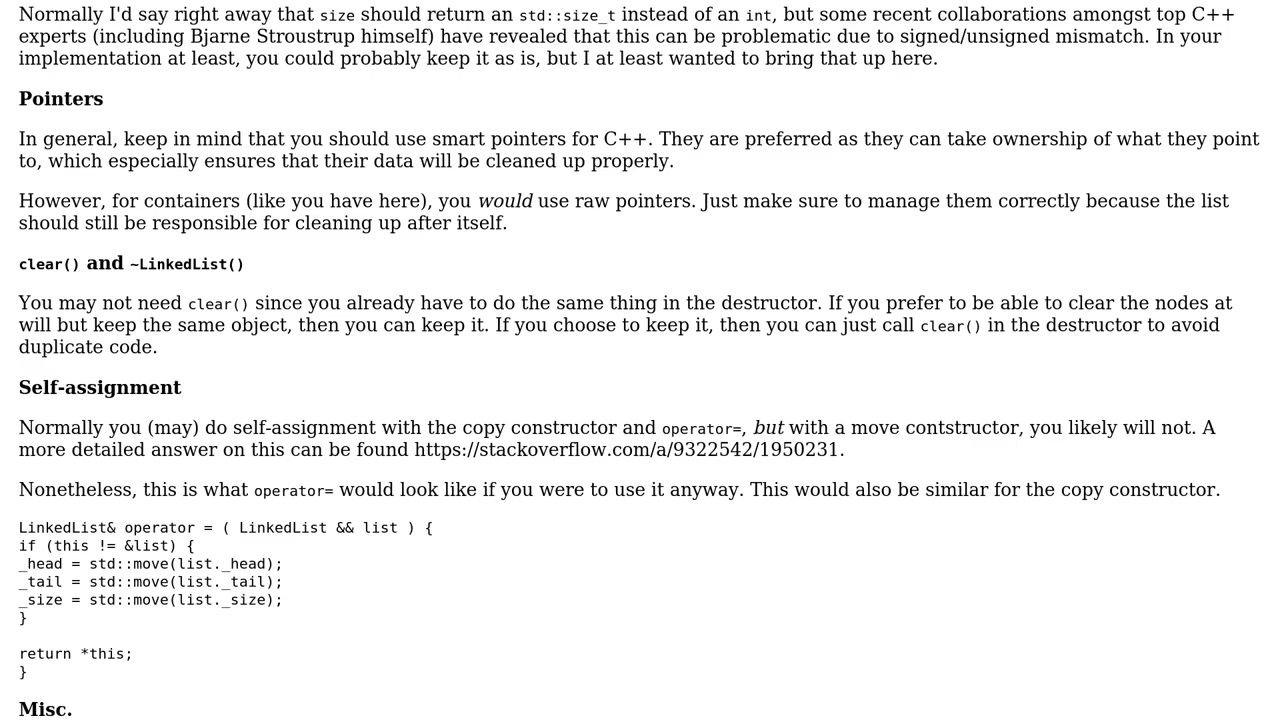 Normally I'd say right away that size should return an std::size_t instead of an int, but some recent collaborations amongst top C++
experts (including Bjarne Stroustrup himself) have revealed that this can be problematic due to signed/unsigned mismatch. In your
implementation at least, you could probably keep it as is, but I at least wanted to bring that up here.
Pointers
In general, keep in mind that you should use smart pointers for C++. They are preferred as they can take ownership of what they point
to, which especially ensures that their data will be cleaned up properly.
However, for containers (like you have here), you would use raw pointers. Just make sure to manage them correctly because the list
should still be responsible for cleaning up after itself.
clear() and ~LinkedList()
You may not need clear() since you already have to do the same thing in the destructor. If you prefer to be able to clear the nodes at
will but keep the same object, then you can keep it. If you choose to keep it, then you can just call clear() in the destructor to avoid
duplicate code.
Self-assignment
Normally you (may) do self-assignment with the copy constructor and operator=, but with a move contstructor, you likely will not. A
more detailed answer on this can be found https://stackoverflow.com/a/9322542/1950231.
Nonetheless, this is what operator= would look like if you were to use it anyway. This would also be similar for the copy constructor.
LinkedList& operator = ( LinkedList && list ) {
if (this != &list) {
_head = std::move(list._head);
_tail = std::move(list._tail);
_size = std::move(list._size);
}
return *this;
}
Misc.